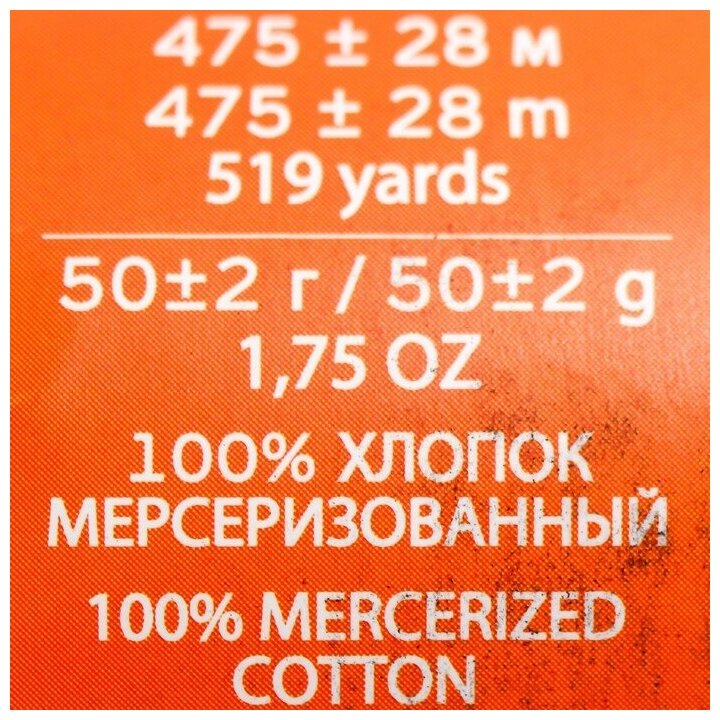 475 ± 28 м
475 ± 28 m
519 yards
50±2 г / 50±2 g
1,75 OZ
100% ХЛОПОК
МЕРСЕРИЗОВАННЫЙ
100% MERCERIZED
COTTON